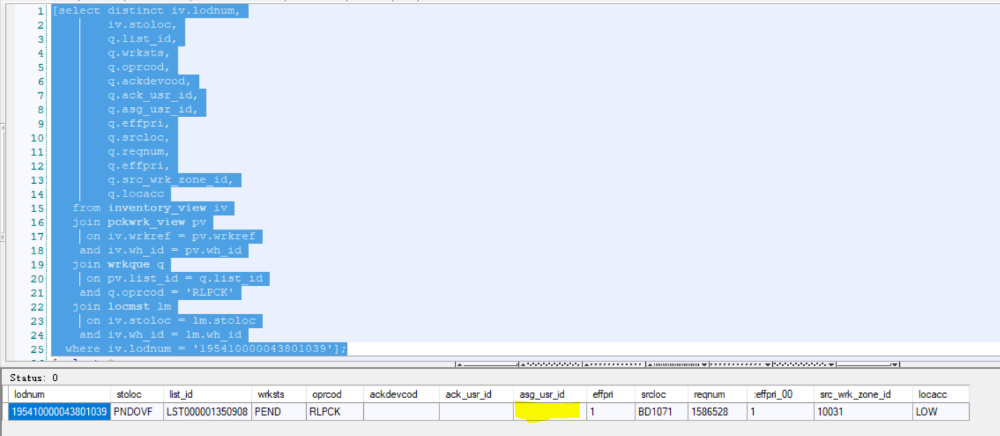 1 [select distinct iv.lodnum,
2 iv.stoloc,
3 q.list_id,
4 q.wrksts,
5 q.oprcod,
6 q.ackdevcod,
7 q.ack_usr_id,
8 q.asg_usr_id,
9 q.effpri,
10 q.srcloc,
11 q.reqnum,
12 q.effpri,
13 q.src_wrk_zone_id,
14 q.locacc
15 from inventory_view iv
16 join pckwrk_view pv
17 on iv.wrkref = pv.wrkref
18 and iv.wh_id = pv.wh_id
19 join wrkque q
20 on pv.list_id = q.list_id
21 and q.oprcod = 'RLPCK'
22 join locmst lm
23 on iv.stoloc = lm.stoloc
24 and iv.wh_id = lm.wh_id
25 where iv.lodnum = '195410000043801039'];
Status: 0
lodnum stoloc list_id wrksts oprcod ackdevcod ack_usr_id asg_usr_id effpri srcloc reqnum :effpri_00 src_wrk_zone_id locacc
195410000043801039 PNDOVF LST000001350908 PEND RLPCK 1 BD1071 1586528 1 10031 LOW